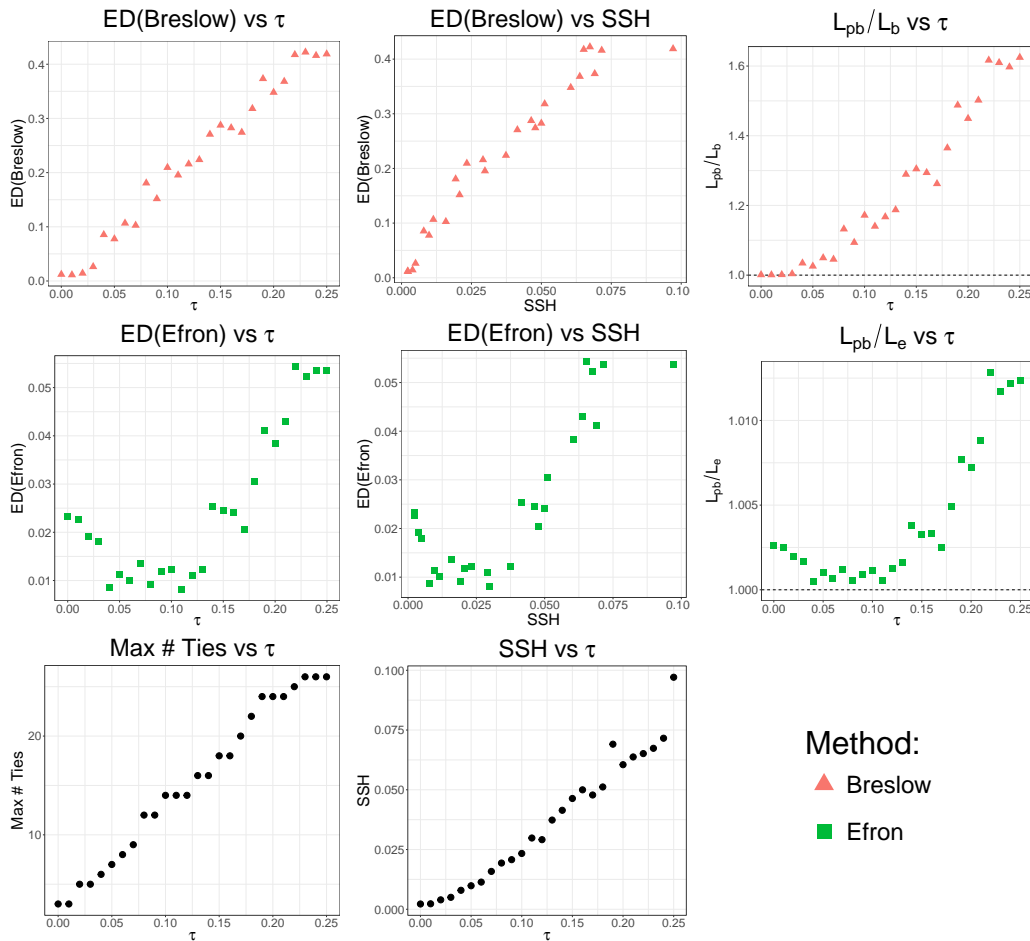 ED(Breslow) vs τ
ED(Breslow) vs SSH
L_pb/L_b vs τ
ED(Breslow)
0.4
0.3
0.2
0.1
0.0
0.00 0.05 0.10 0.15 0.20 0.25
τ
ED(Breslow)
0.4
0.3
0.2
0.1
0.0
0.000 0.025 0.050 0.075 0.100
SSH
L_pb/L_b
1.6
1.4
1.2
1.0
0.00 0.05 0.10 0.15 0.20 0.25
τ
ED(Efron) vs τ
ED(Efron) vs SSH
L_pb/L_e vs τ
ED(Efron)
0.05
0.04
0.03
0.02
0.01
0.00 0.05 0.10 0.15 0.20 0.25
τ
ED(Efron)
0.05
0.04
0.03
0.02
0.01
0.000 0.025 0.050 0.075 0.100
SSH
L_pb/L_e
1.010
1.005
1.000
0.00 0.05 0.10 0.15 0.20 0.25
τ
Max # Ties vs τ
SSH vs τ
Max # Ties
20
10
0.00 0.05 0.10 0.15 0.20 0.25
τ
SSH
0.100
0.075
0.050
0.025
0.000
0.00 0.05 0.10 0.15 0.20 0.25
τ
Method:
Breslow
Efron